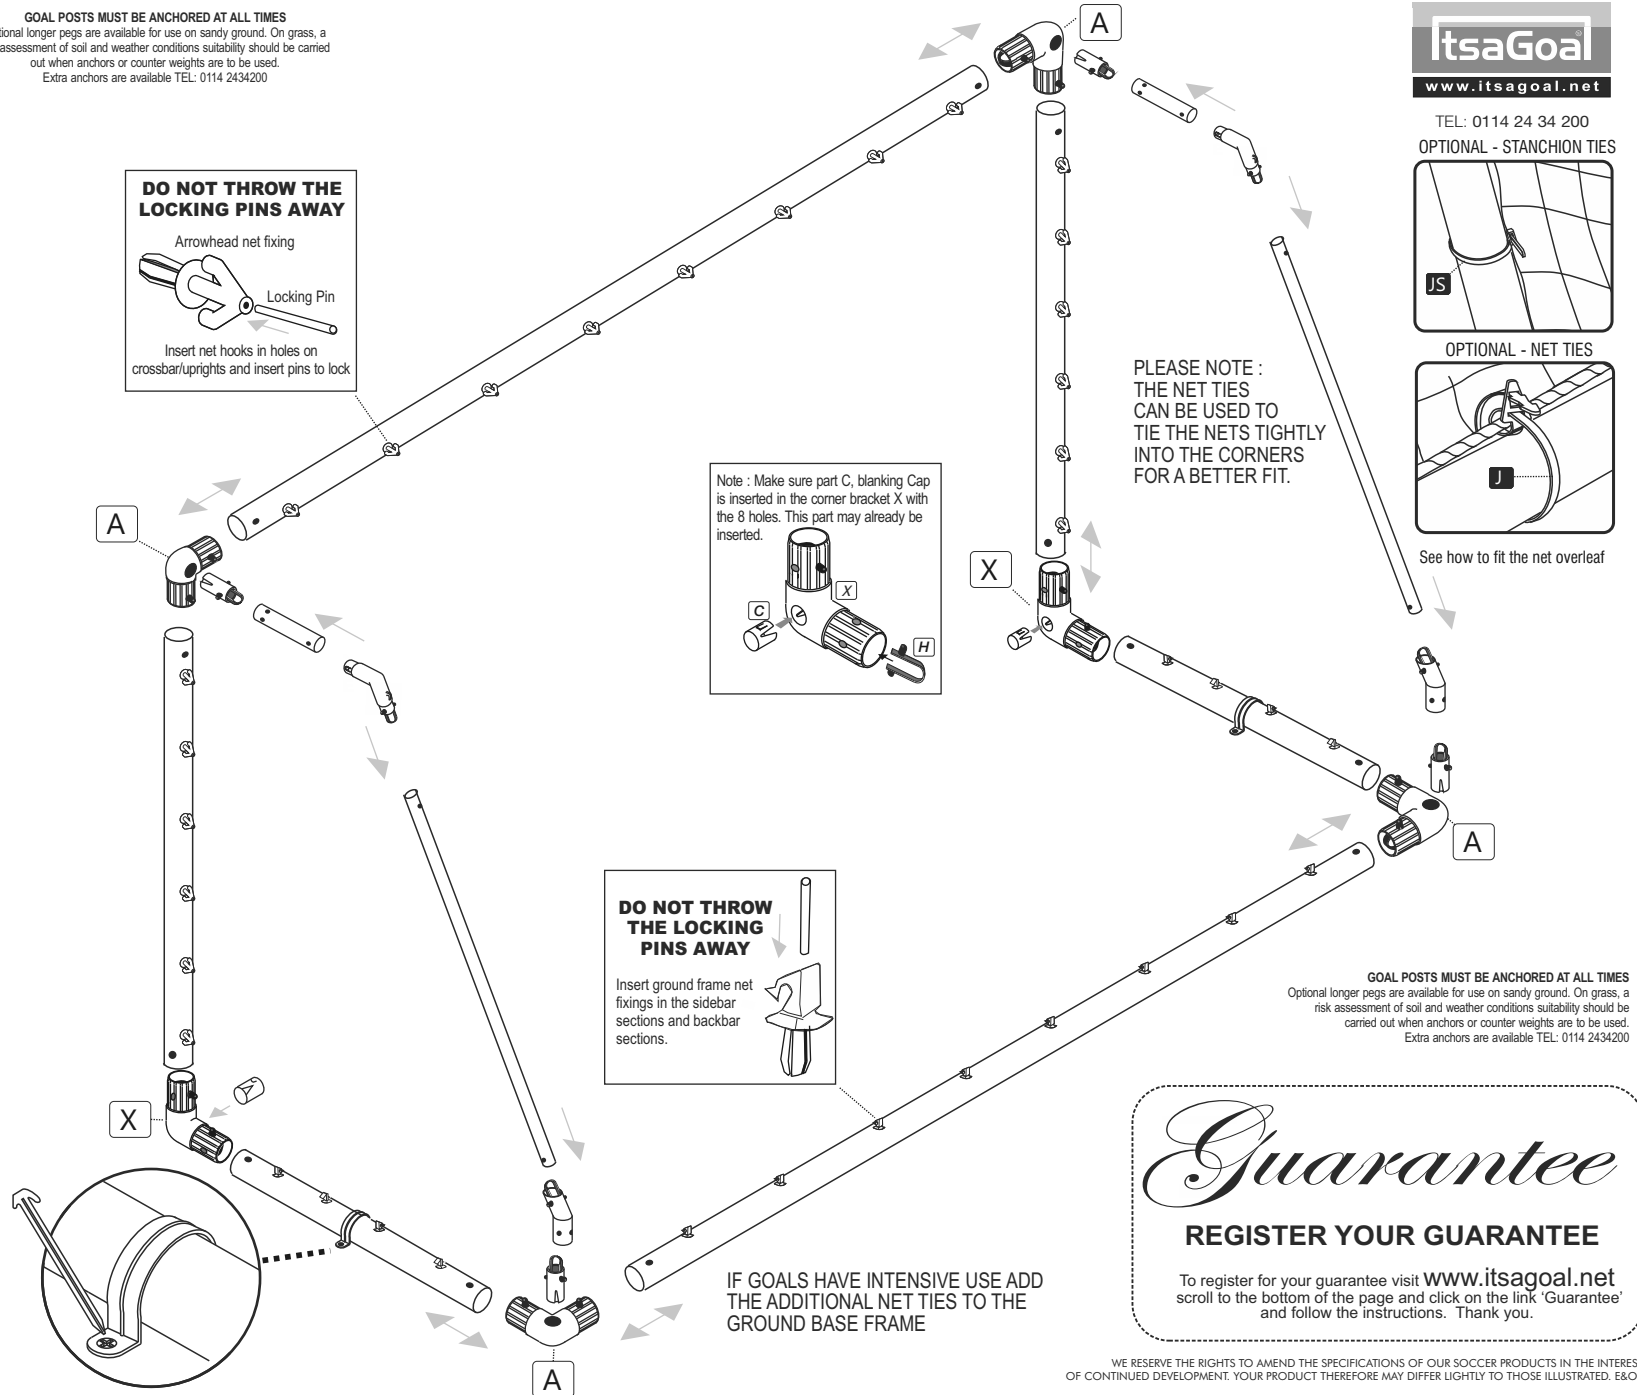 GOAL POSTS MUST BE ANCHORED AT ALL TIMES
longer pegs are available for use on sandy ground. On grass, a
assessment of soil and weather conditions suitability should be carried
out when anchors or counter weights are to be used.
Extra anchors are available TEL: 0114 2434200
A
ItsaGoal
www.itsagoal.net
TEL: 0114 24 34 200
OPTIONAL - STANCHION TIES
JS
OPTIONAL - NET TIES
J
See how to fit the net overleaf
DO NOT THROW THE
LOCKING PINS AWAY
Arrowhead net fixing
Locking Pin
Insert net hooks in holes on
crossbar/uprights and insert pins to lock
PLEASE NOTE :
THE NET TIES
CAN BE USED TO
TIE THE NETS TIGHTLY
INTO THE CORNERS
FOR A BETTER FIT.
A
Note : Make sure part C, blanking Cap
is inserted in the corner bracket X with
the 8 holes. This part may already be
inserted.
X
C
H
X
A
DO NOT THROW
THE LOCKING
PINS AWAY
Insert ground frame net
fixings in the sidebar
sections and backbar
sections.
GOAL POSTS MUST BE ANCHORED AT ALL TIMES
Optional longer pegs are available for use on sandy ground. On grass, a
risk assessment of soil and weather conditions suitability should be
carried out when anchors or counter weights are to be used.
Extra anchors are available TEL: 0114 2434200
X
Guarantee
REGISTER YOUR GUARANTEE
To register for your guarantee visit www.itsagoal.net
scroll to the bottom of the page and click on the link 'Guarantee'
and follow the instructions. Thank you.
IF GOALS HAVE INTENSIVE USE ADD
THE ADDITIONAL NET TIES TO THE
GROUND BASE FRAME
A
WE RESERVE THE RIGHTS TO AMEND THE SPECIFICATIONS OF OUR SOCCER PRODUCTS IN THE INTERES
OF CONTINUED DEVELOPMENT. YOUR PRODUCT THEREFORE MAY DIFFER LIGHTLY TO THOSE ILLUSTRATED. E&O